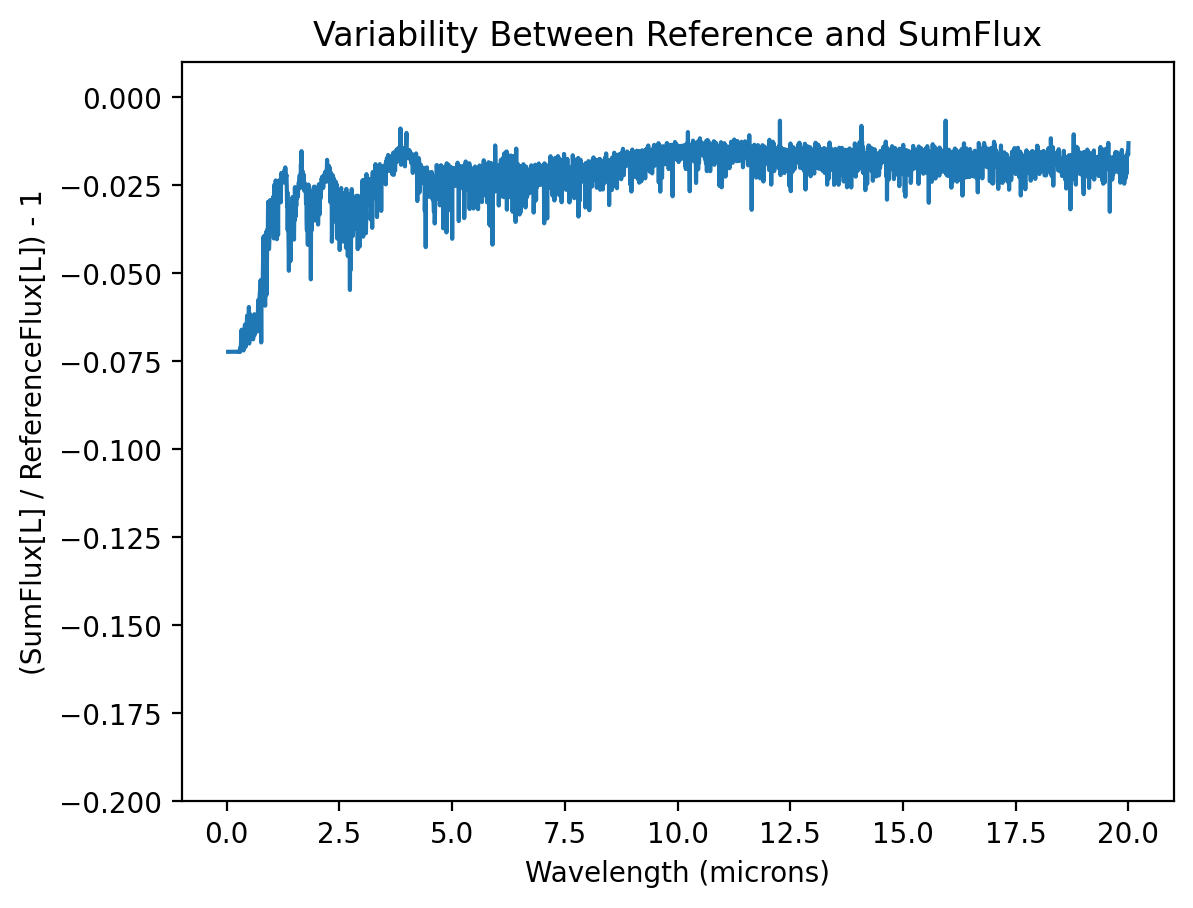 Variability Between Reference and SumFlux
(SumFlux[L] / ReferenceFlux[L]) - 1
0.000
−0.025
−0.050
−0.075
−0.100
−0.125
−0.150
−0.175
−0.200
0.0 2.5 5.0 7.5 10.0 12.5 15.0 17.5 20.0
Wavelength (microns)